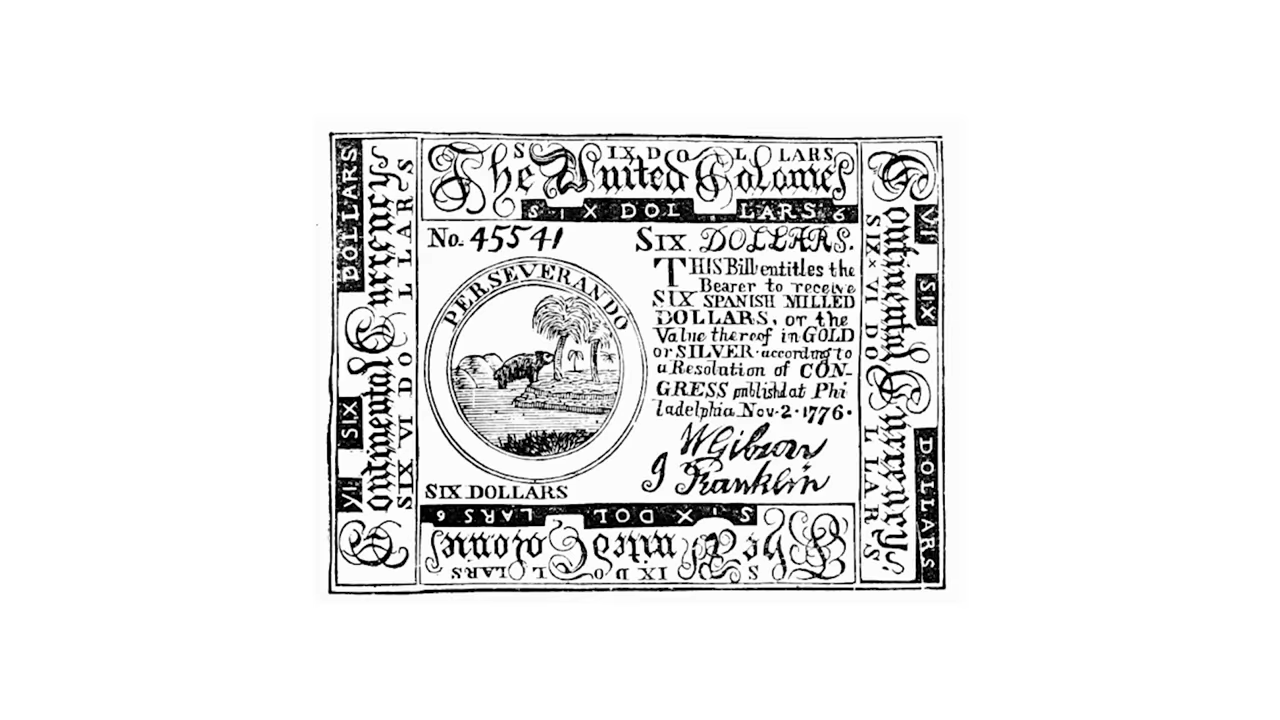 SIX DOLLARS
The United Colonies
SIX DOLLARS 6
No. 45541
SIX DOLLARS.
PERSEVERANDO
THIS Bill entitles the
Bearer to receive
SIX SPANISH MILLED
DOLLARS, or the
Value thereof in GOLD
or SILVER according to
a Resolution of CON-
GRESS publishd at Phi
ladelphia Nov. 2. 1776.
W Gibson
J Franklin
SIX DOLLARS
SIX DOLLARS 6
The United Colonies
SIX DOLLARS
VI SIX DOLLARS
Continental Currency
SIX VI DOLLARS
VI SIX DOLLARS
Continental Currency
SIX VI DOLLARS